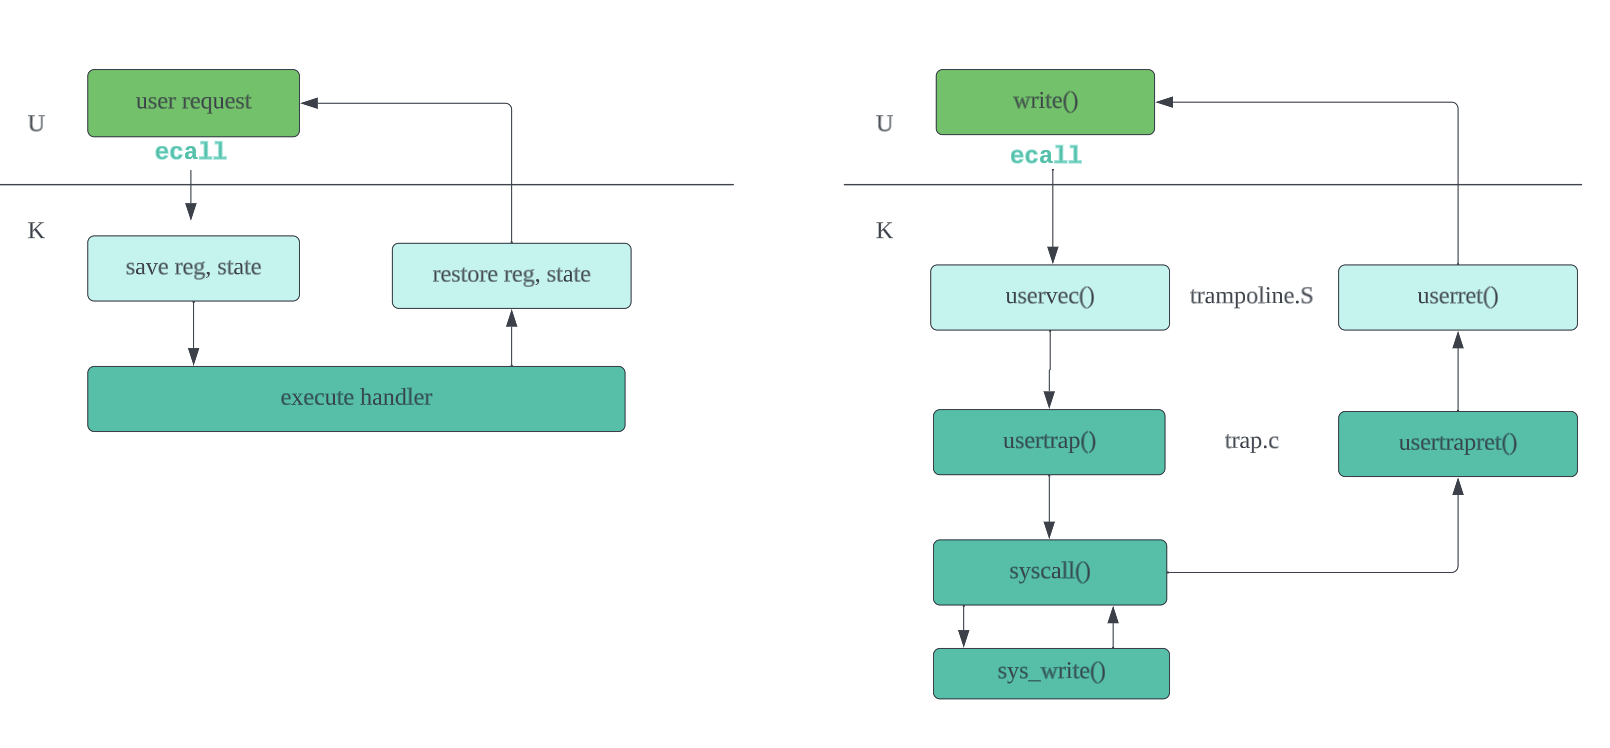 user request
U
ecall
K
save reg, state
restore reg, state
execute handler
write()
U
ecall
K
uservec()
trampoline.S
userret()
usertrap()
trap.c
usertrapret()
syscall()
sys_write()